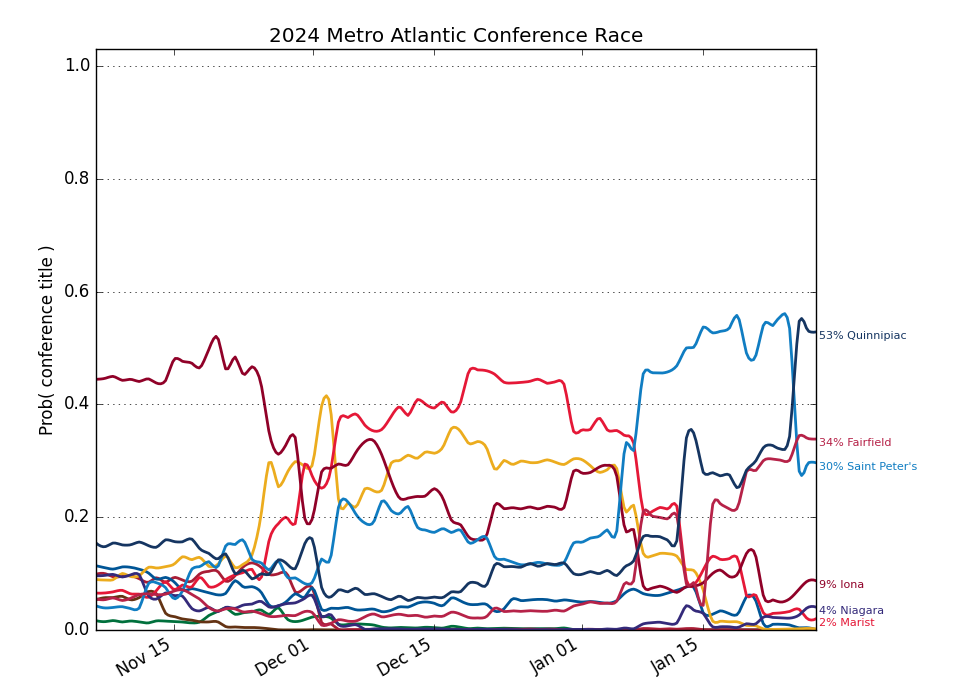 2024 Metro Atlantic Conference Race
Prob( conference title )
1.0
0.8
0.6
0.4
0.2
0.0
Nov 15
Dec 01
Dec 15
Jan 01
Jan 15
53% Quinnipiac
34% Fairfield
30% Saint Peter's
9% Iona
4% Niagara
2% Marist